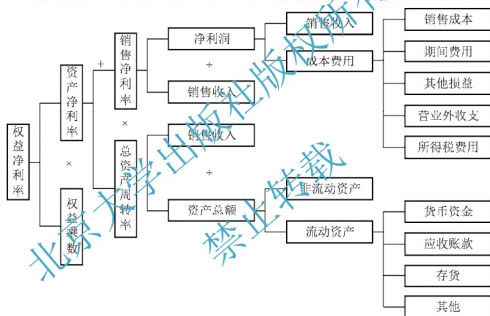 权益净利率
资产净利率
×
权益乘数
+
销售净利率
×
总资产周转率
净利润
÷
销售收入
销售收入
÷
资产总额
销售收入
成本费用
非流动资产
流动资产
销售成本
期间费用
其他损益
营业外收支
所得税费用
货币资金
应收账款
存货
其他
北京大学出版社版权所有
禁止转载